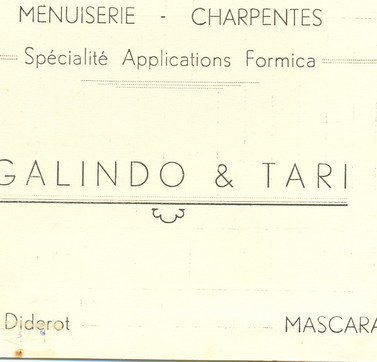 MENUISERIE - CHARPENTES
Spécialité Applications Formica
GALINDO & TARI
Diderot
MASCARA